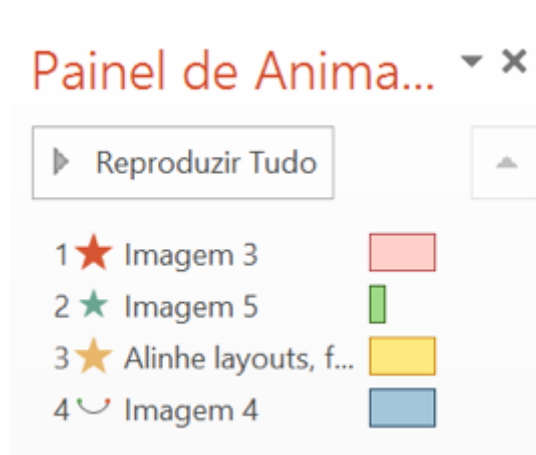 Painel de Anima...
Reproduzir Tudo
1 Imagem 3
2 Imagem 5
3 Alinhe layouts, f...
4 Imagem 4